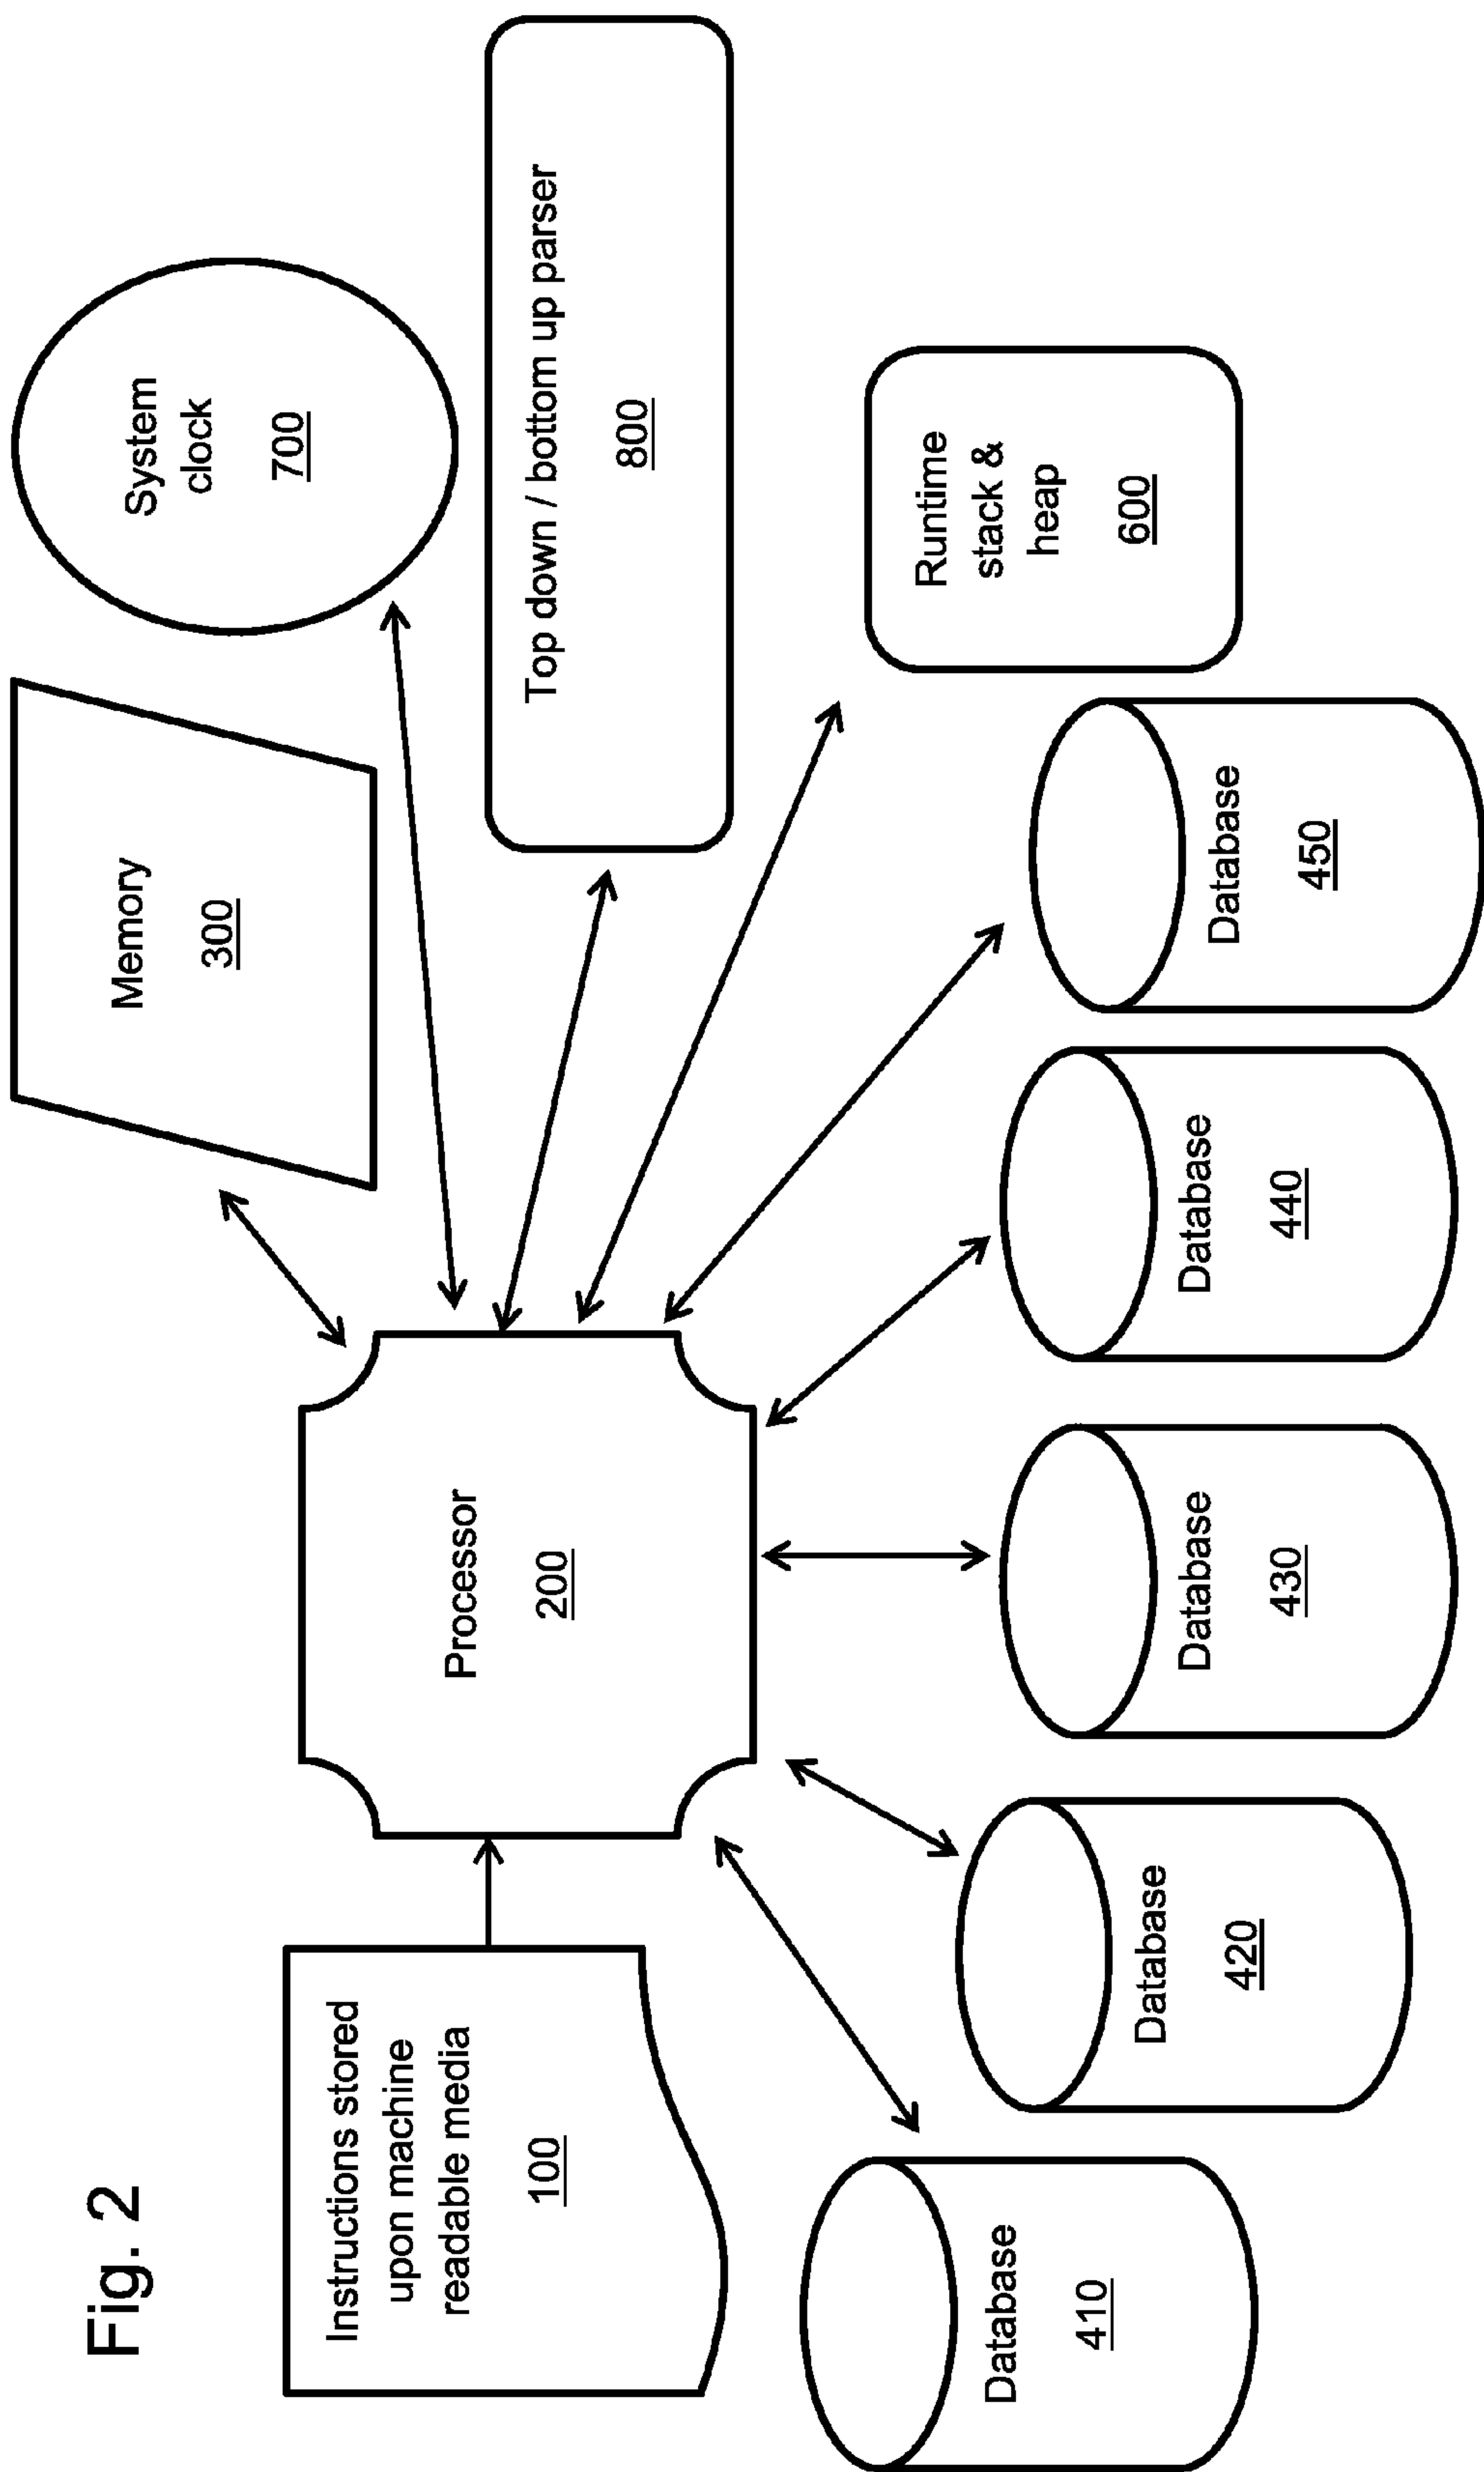 Fig. 2
Instructions stored
upon machine
readable media
100
Processor
200
Memory
300
System
clock
700
Top down / bottom up parser
800
Runtime
stack &
heap
600
Database
410
Database
420
Database
430
Database
440
Database
450